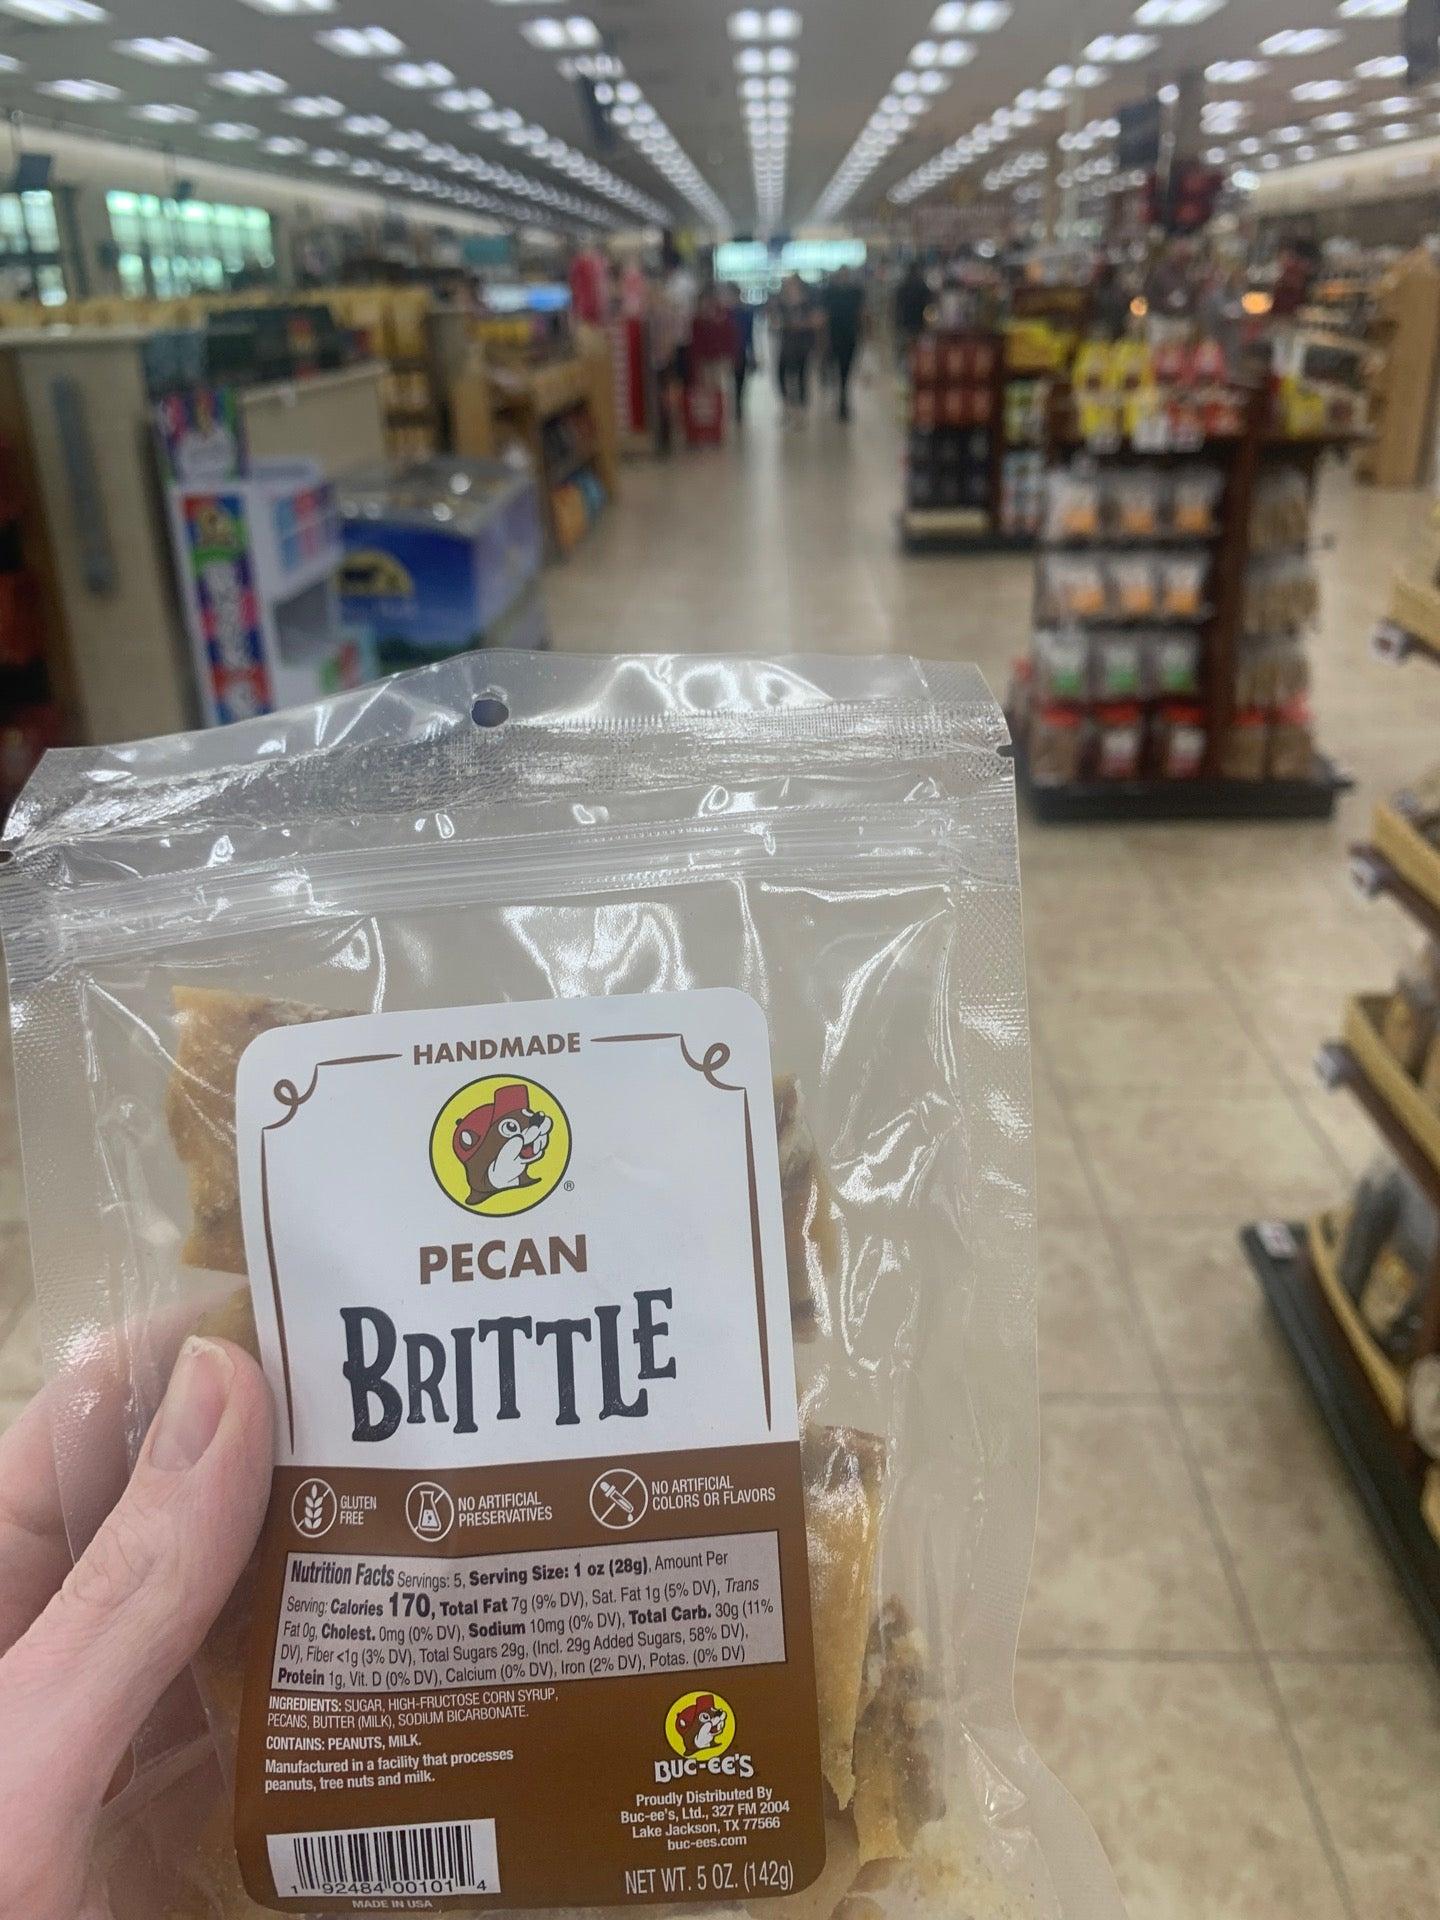 HANDMADE
®
PECAN
BRITTLE
GLUTEN
FREE
NO ARTIFICIAL
PRESERVATIVES
NO ARTIFICIAL
COLORS OR FLAVORS
Nutrition Facts Servings: 5, Serving Size: 1 oz (28g), Amount Per
Serving: Calories 170, Total Fat 7g (9% DV), Sat. Fat 1g (5% DV), Trans
Fat 0g, Cholest. 0mg (0% DV), Sodium 10mg (0% DV), Total Carb. 30g (11%
DV), Fiber <1g (3% DV), Total Sugars 29g, (Incl. 29g Added Sugars, 58% DV),
Protein 1g, Vit. D (0% DV), Calcium (0% DV), Iron (2% DV), Potas. (0% DV)
INGREDIENTS: SUGAR, HIGH-FRUCTOSE CORN SYRUP,
PECANS, BUTTER (MILK), SODIUM BICARBONATE.
CONTAINS: PEANUTS, MILK.
Manufactured in a facility that processes
peanuts, tree nuts and milk.
BUC-EE'S
Proudly Distributed By
Buc-ee's, Ltd., 327 FM 2004
Lake Jackson, TX 77566
buc-ees.com
1 92484 00101 4
MADE IN USA
NET WT. 5 OZ. (142g)